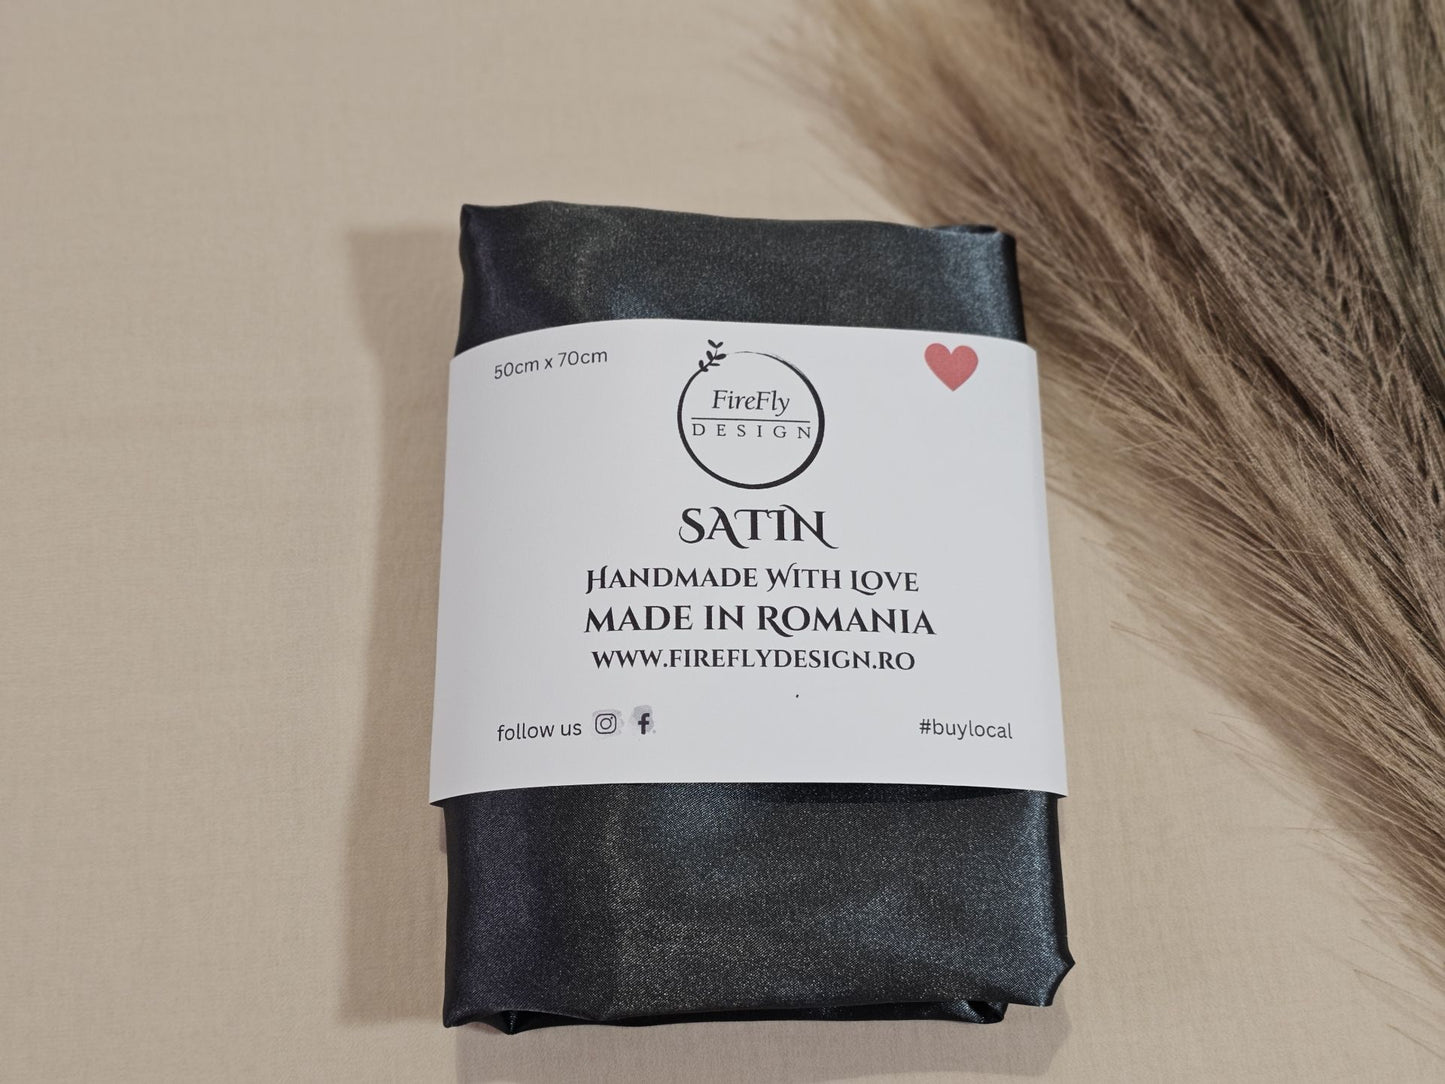 50cm x 70cm
FireFly
DESIGN
SATIN
HANDMADE WITH LOVE
MADE IN ROMANIA
WWW.FIREFLYDESIGN.RO
follow us
#buylocal